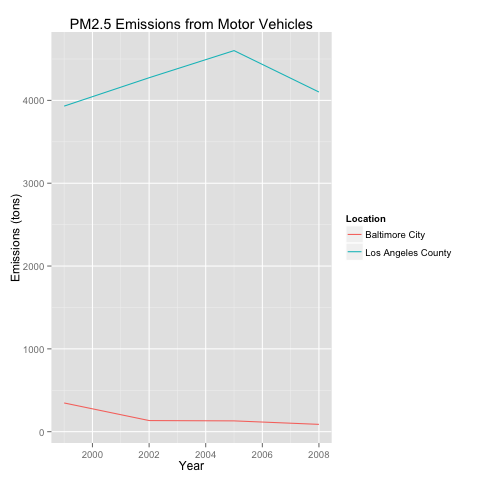 PM2.5 Emissions from Motor Vehicles
Emissions (tons)
4000
3000
2000
1000
0
2000 2002 2004 2006 2008
Year
Location
Baltimore City
Los Angeles County